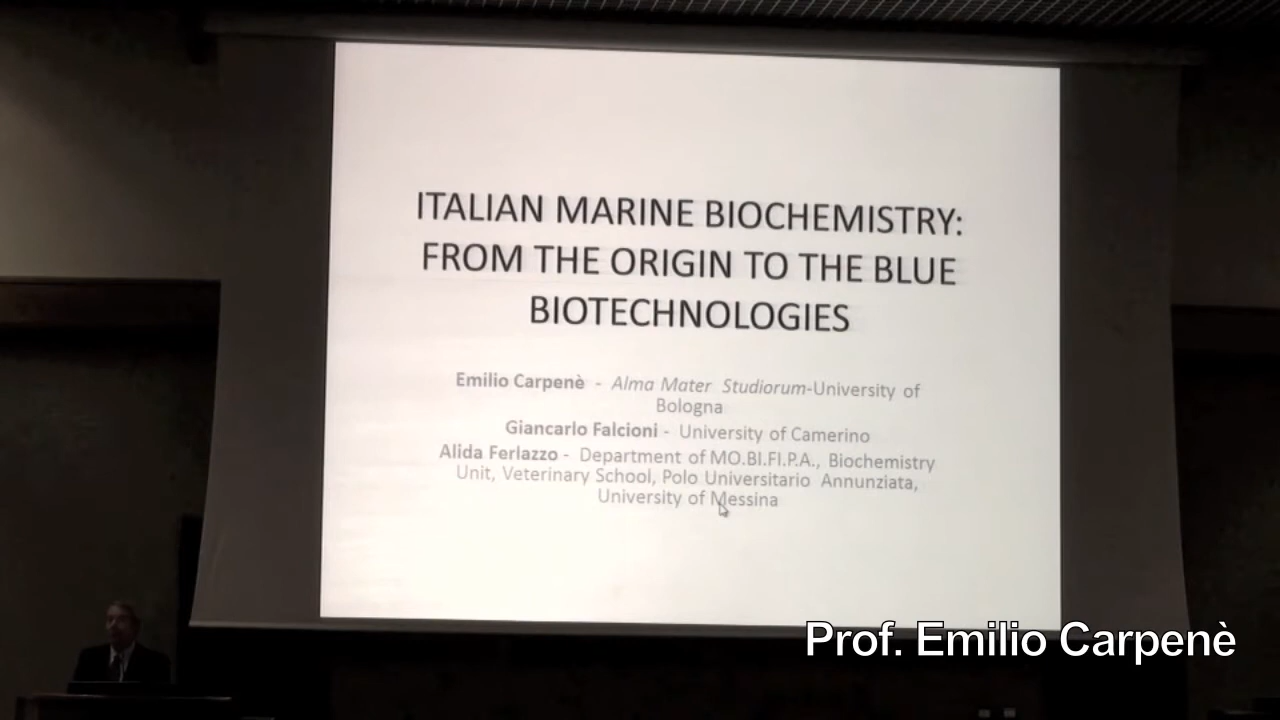 ITALIAN MARINE BIOCHEMISTRY:
FROM THE ORIGIN TO THE BLUE
BIOTECHNOLOGIES
Emilio Carpenè - Alma Mater Studiorum-University of
Bologna
Giancarlo Falcioni - University of Camerino
Alida Ferlazzo - Department of MO.BI.FI.P.A., Biochemistry
Unit, Veterinary School, Polo Universitario Annunziata,
University of Messina
Prof. Emilio Carpenè